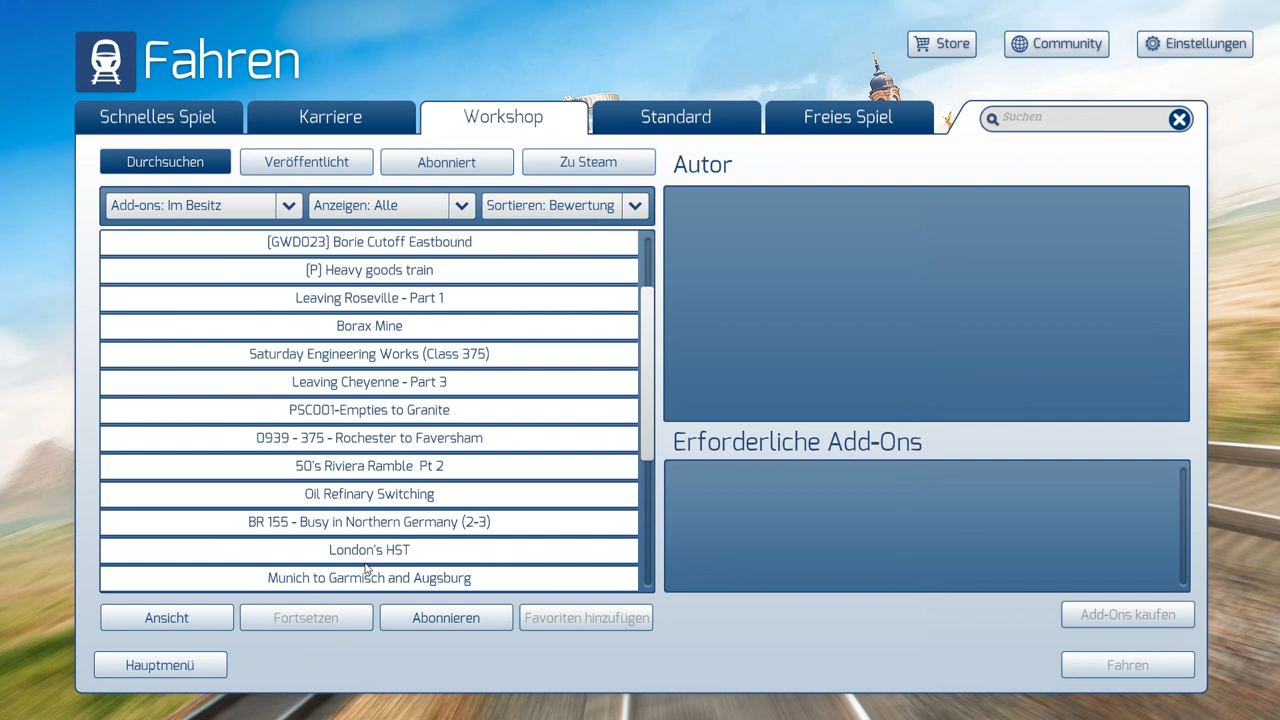 Fahren
Store
Community
Einstellungen
Schnelles Spiel
Karriere
Workshop
Standard
Freies Spiel
Suchen
Durchsuchen
Veröffentlicht
Abonniert
Zu Steam
Autor
Add-ons: Im Besitz
Anzeigen: Alle
Sortieren: Bewertung
[GWD023] Borie Cutoff Eastbound
[P] Heavy goods train
Leaving Roseville - Part 1
Borax Mine
Saturday Engineering Works (Class 375)
Leaving Cheyenne - Part 3
PSC001-Empties to Granite
0939 - 375 - Rochester to Faversham
50's Riviera Ramble  Pt 2
Oil Refinary Switching
BR 155 - Busy in Northern Germany (2-3)
London's HST
Munich to Garmisch and Augsburg
Erforderliche Add-Ons
Ansicht
Fortsetzen
Abonnieren
Favoriten hinzufügen
Add-Ons kaufen
Hauptmenü
Fahren